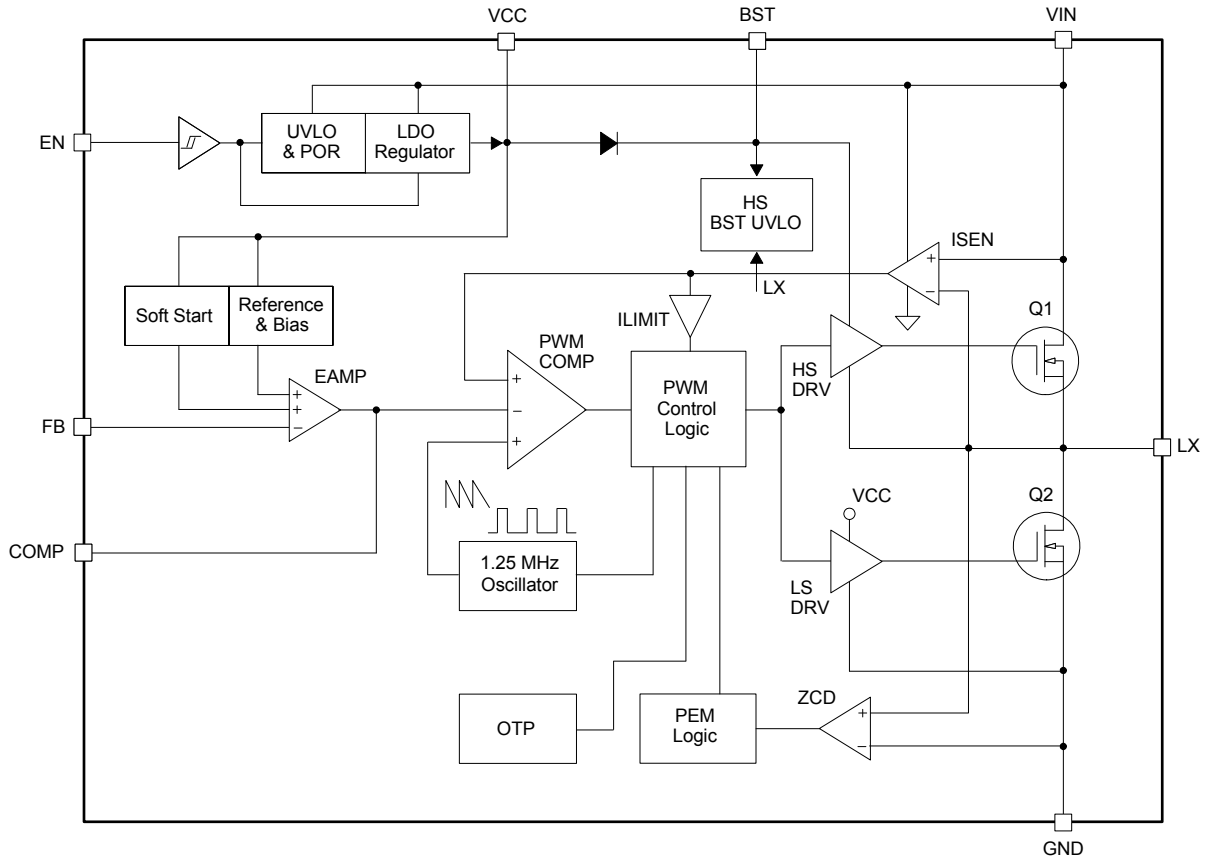 VCC
BST
VIN
EN
UVLO
& POR
LDO
Regulator
HS
BST UVLO
ISEN
+
−
LX
Soft Start
Reference
& Bias
ILIMIT
Q1
PWM
COMP
+
−
+
EAMP
+
+
−
PWM
Control
Logic
HS
DRV
FB
LX
VCC
Q2
COMP
1.25 MHz
Oscillator
LS
DRV
OTP
PEM
Logic
ZCD
+
−
GND